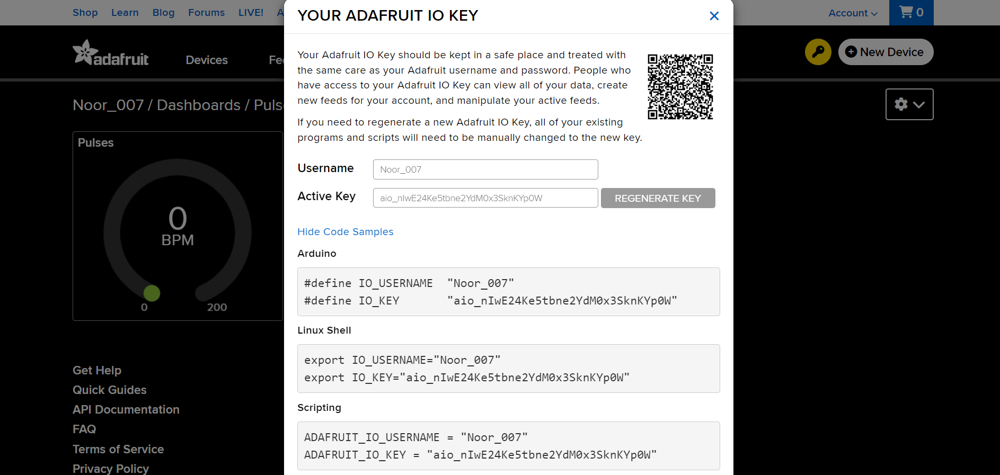 Shop Learn Blog Forums LIVE!
Account
0
adafruit
Devices
New Device
Noor_007 / Dashboards /
Pulses
0
BPM
0 200
Get Help
Quick Guides
API Documentation
FAQ
Terms of Service
Privacy Policy
YOUR ADAFRUIT IO KEY
Your Adafruit IO Key should be kept in a safe place and treated with
the same care as your Adafruit username and password. People who
have access to your Adafruit IO Key can view all of your data, create
new feeds for your account, and manipulate your active feeds.
If you need to regenerate a new Adafruit IO Key, all of your existing
programs and scripts will need to be manually changed to the new key.
Username Noor_007
Active Key aio_nIwE24Ke5tbne2YdM0x3SknKYp0W REGENERATE KEY
Hide Code Samples
Arduino
#define IO_USERNAME "Noor_007"
#define IO_KEY "aio_nIwE24Ke5tbne2YdM0x3SknKYp0W"
Linux Shell
export IO_USERNAME="Noor_007"
export IO_KEY="aio_nIwE24Ke5tbne2YdM0x3SknKYp0W"
Scripting
ADAFRUIT_IO_USERNAME = "Noor_007"
ADAFRUIT_IO_KEY = "aio_nIwE24Ke5tbne2YdM0x3SknKYp0W"